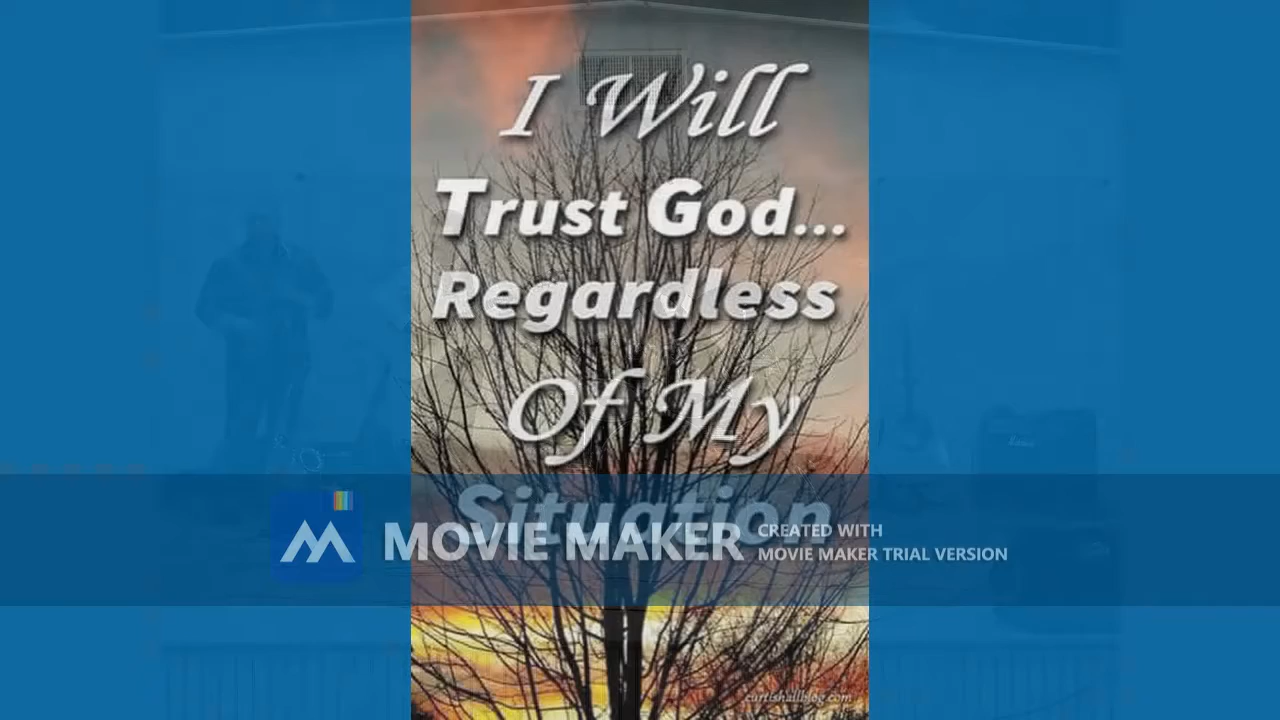 I Will
Trust God...
Regardless
Of My
Situation
MOVIE MAKER
CREATED WITH
MOVIE MAKER TRIAL VERSION
curtishallblog.com